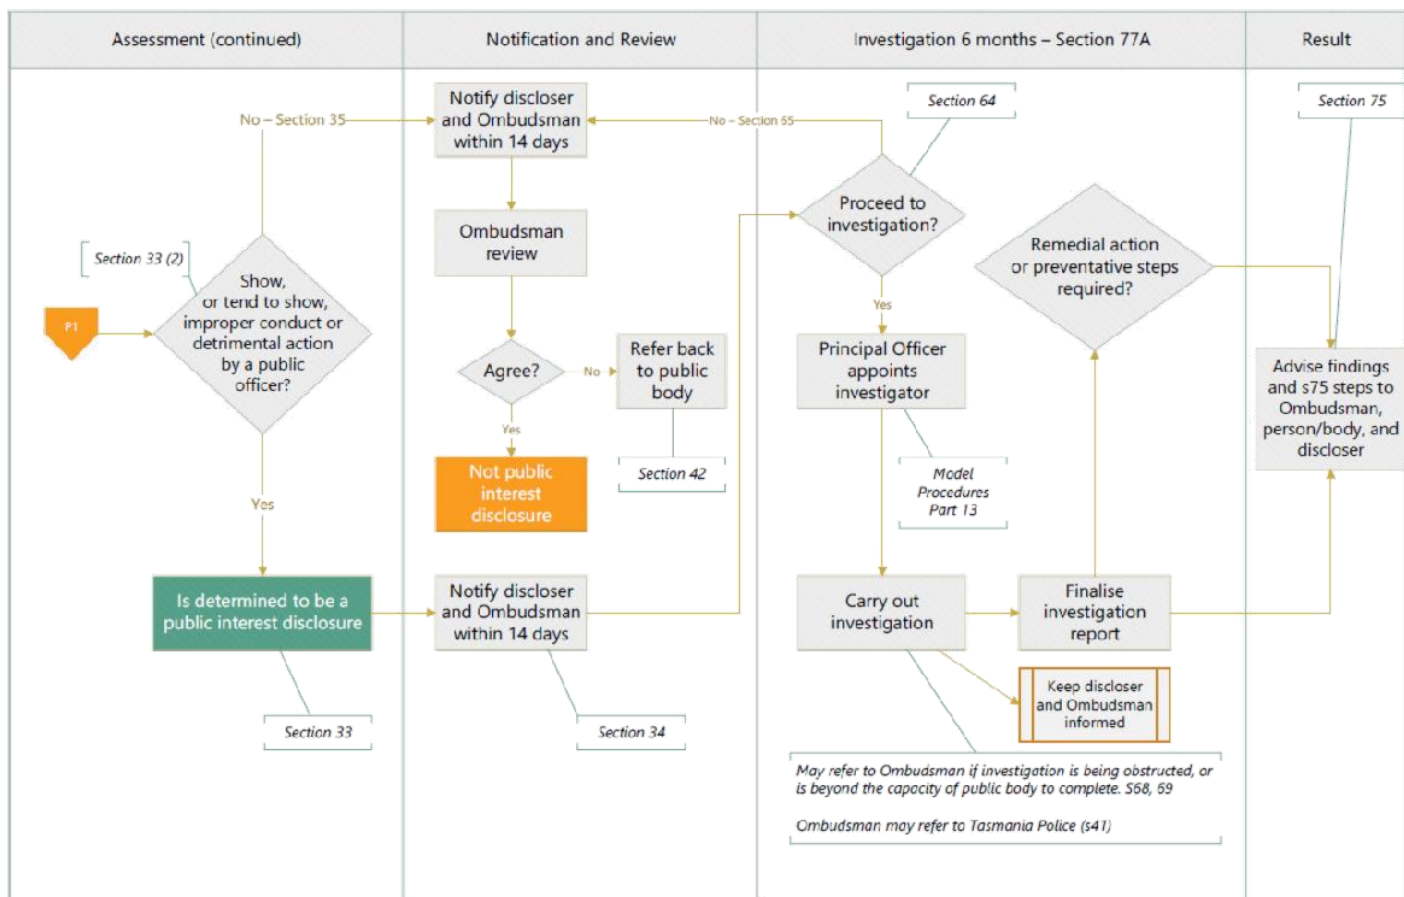 Assessment (continued)
Notification and Review
Investigation 6 months – Section 77A
Result
P1
Section 33 (2)
Show,
or tend to show,
improper conduct or
detrimental action
by a public
officer?
No – Section 35
Yes
Is determined to be a
public interest disclosure
Section 33
Notify discloser
and Ombudsman
within 14 days
Ombudsman
review
Agree?
No
Refer back
to public
body
Section 42
Yes
Not public
interest
disclosure
Notify discloser
and Ombudsman
within 14 days
Section 34
No – Section 65
Section 64
Proceed to
investigation?
Yes
Principal Officer
appoints
investigator
Model
Procedures
Part 13
Carry out
investigation
Finalise
investigation
report
Keep discloser
and Ombudsman
informed
May refer to Ombudsman if investigation is being obstructed, or
is beyond the capacity of public body to complete. S68, 69
Ombudsman may refer to Tasmania Police (s41)
Remedial action
or preventative steps
required?
Section 75
Advise findings
and s75 steps to
Ombudsman,
person/body, and
discloser